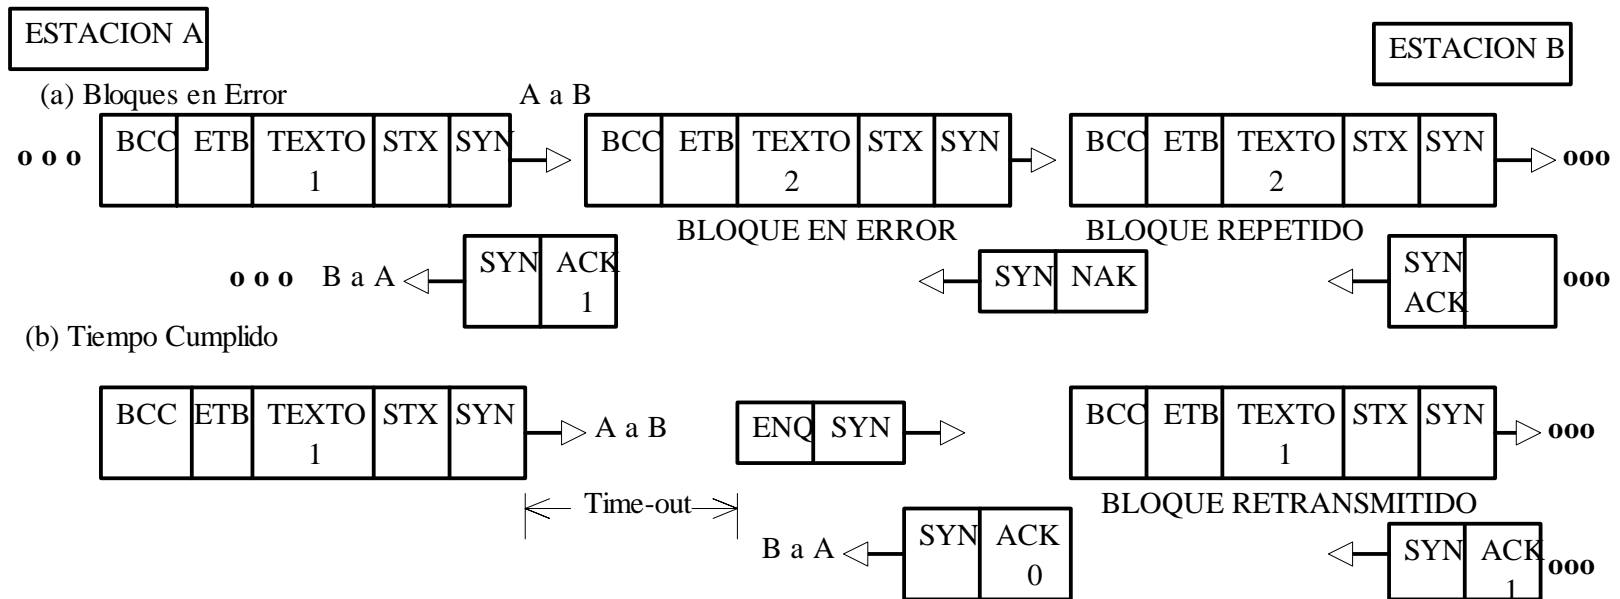 ESTACION A
ESTACION B
(a) Bloques en Error
A a B
o o o
BCC ETB TEXTO 1 STX SYN
BCC ETB TEXTO 2 STX SYN
BCC ETB TEXTO 2 STX SYN
ooo
BLOQUE EN ERROR
BLOQUE REPETIDO
o o o B a A
SYN ACK 1
SYN NAK
SYN ACK
ooo
(b) Tiempo Cumplido
BCC ETB TEXTO 1 STX SYN
A a B
ENQ SYN
BCC ETB TEXTO 1 STX SYN
ooo
Time-out
BLOQUE RETRANSMITIDO
B a A
SYN ACK 0
SYN ACK 1
ooo